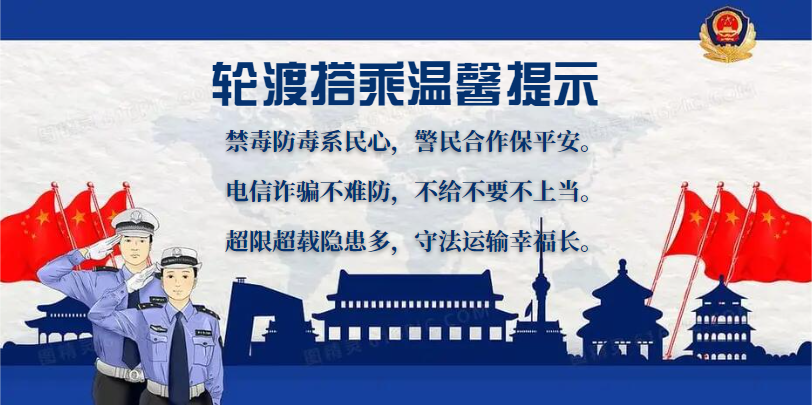 轮渡搭乘温馨提示
禁毒防毒系民心，警民合作保平安。
电信诈骗不难防，不给不要不上当。
超限超载隐患多，守法运输幸福长。